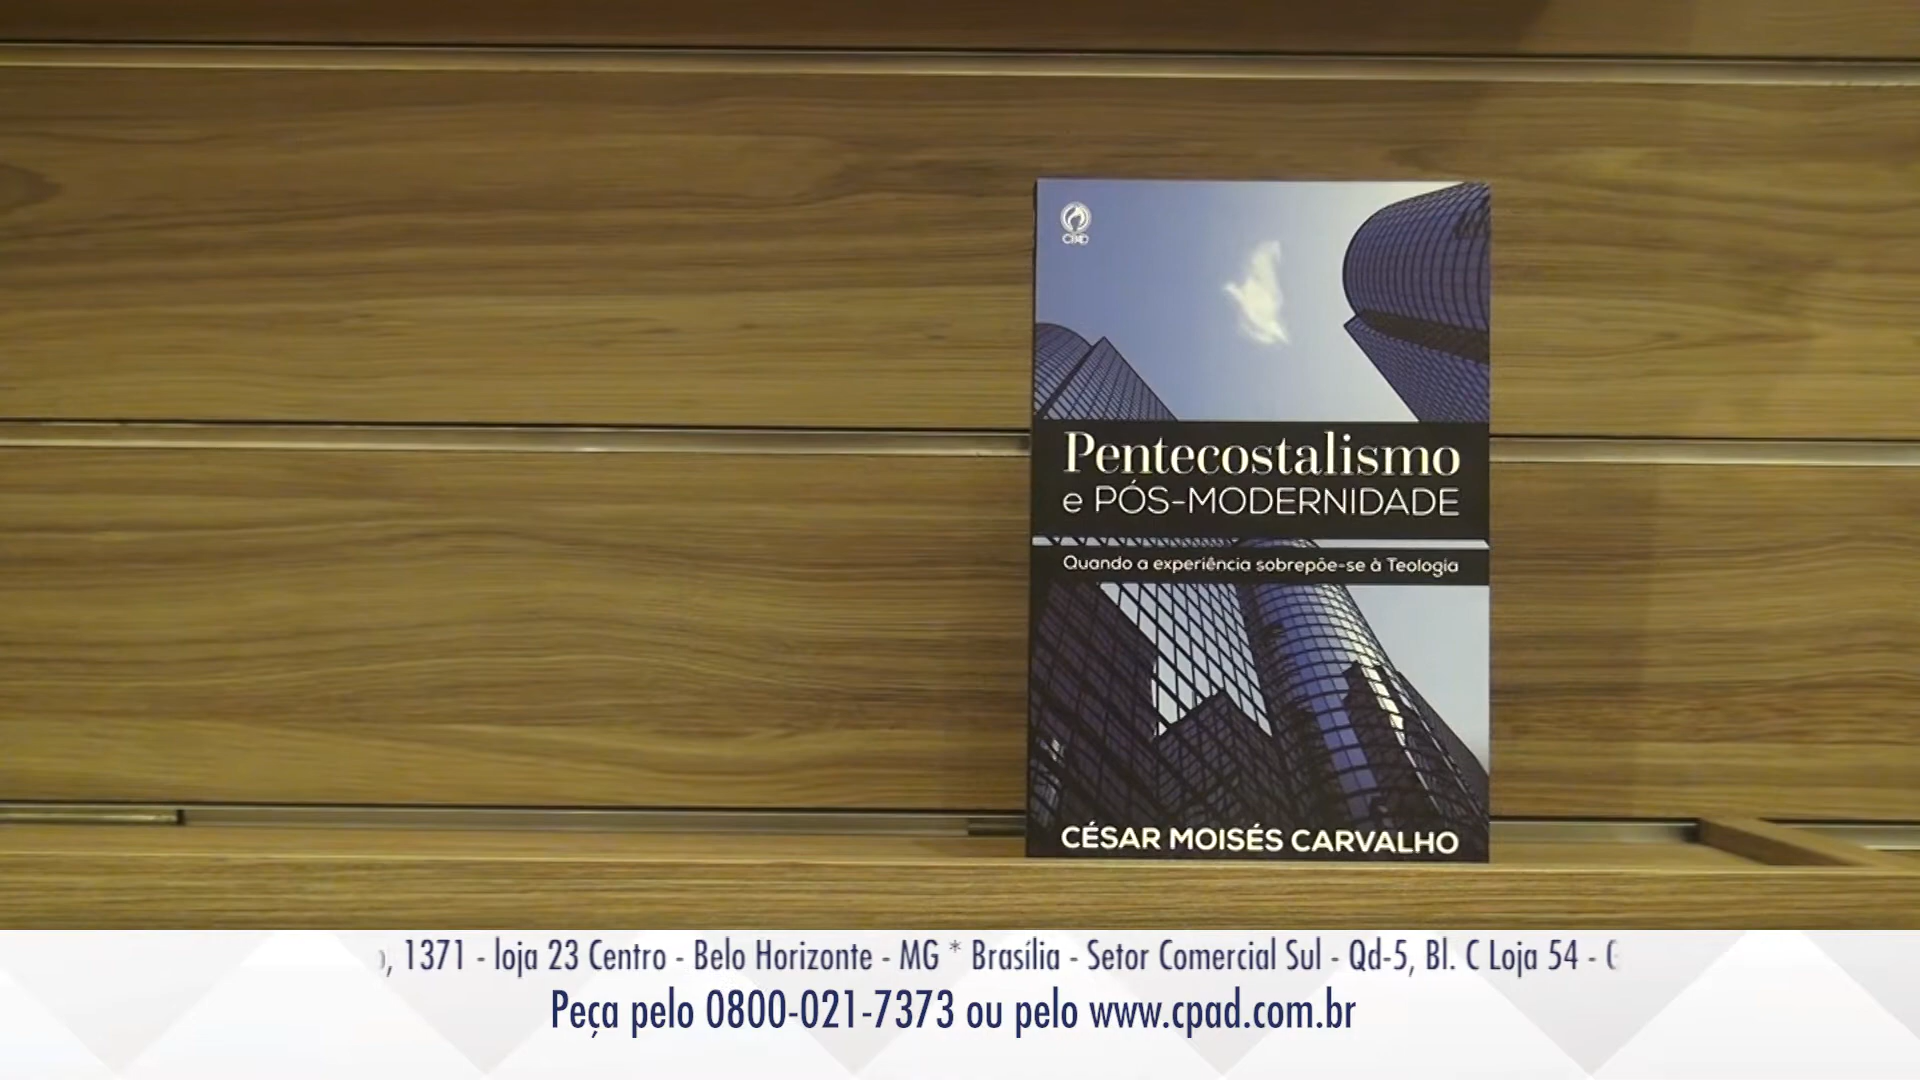 CPAD
Pentecostalismo
e PÓS-MODERNIDADE
Quando a experiência sobrepõe-se à Teologia
CÉSAR MOISÉS CARVALHO
, 1371 - loja 23 Centro - Belo Horizonte - MG * Brasília - Setor Comercial Sul - Qd-5, Bl. C Loja 54 -
Peça pelo 0800-021-7373 ou pelo www.cpad.com.br